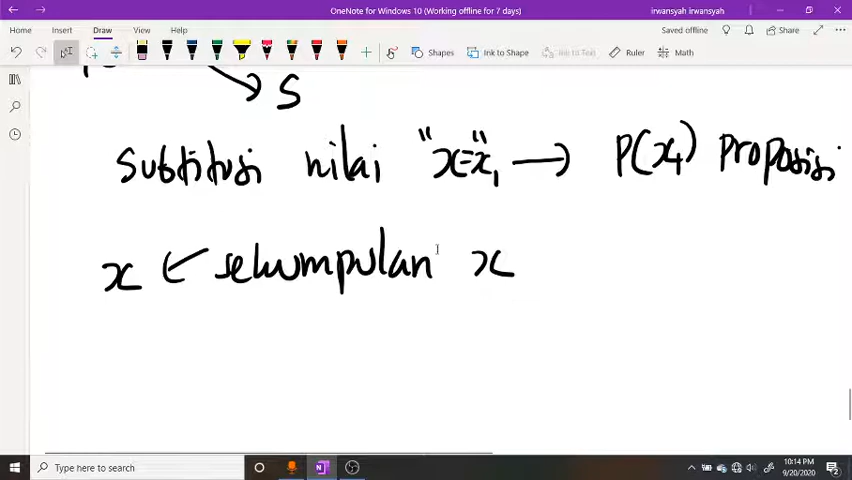 OneNote for Windows 10 (Working offline for 7 days)
irwansyah irwansyah
Home Insert Draw View Help
Saved offline Share
Shapes Ink to Shape Ink to Text Ruler Math
S
Substitusi nilai "x=x₁" → P(x₁) proposisi
x ← sekumpulan x
Type here to search
10:14 PM
9/20/2020
2